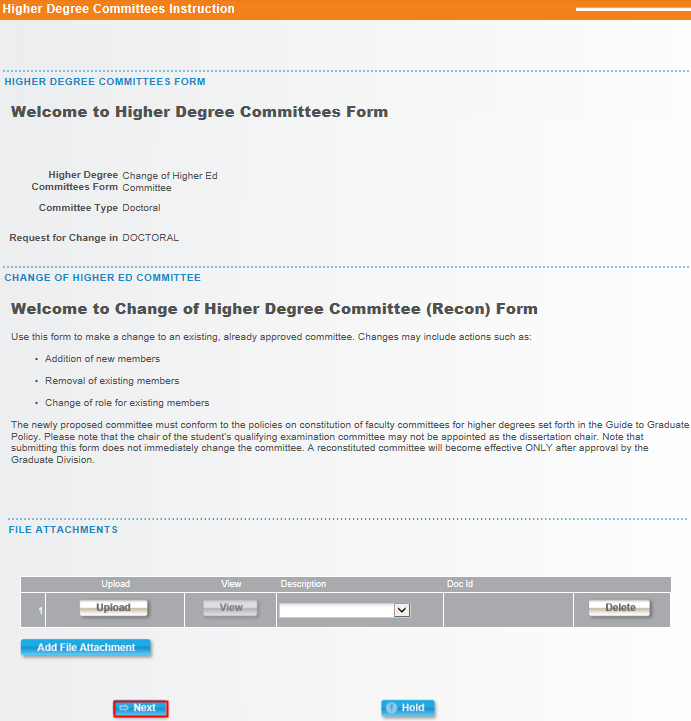 Higher Degree Committees Instruction
HIGHER DEGREE COMMITTEES FORM
Welcome to Higher Degree Committees Form
Higher Degree Change of Higher Ed
Committees Form Committee
Committee Type Doctoral
Request for Change in DOCTORAL
CHANGE OF HIGHER ED COMMITTEE
Welcome to Change of Higher Degree Committee (Recon) Form
Use this form to make a change to an existing, already approved committee. Changes may include actions such as:
• Addition of new members
• Removal of existing members
• Change of role for existing members
The newly proposed committee must conform to the policies on constitution of faculty committees for higher degrees set forth in the Guide to Graduate
Policy. Please note that the chair of the student's qualifying examination committee may not be appointed as the dissertation chair. Note that
submitting this form does not immediately change the committee. A reconstituted committee will become effective ONLY after approval by the
Graduate Division.
FILE ATTACHMENTS
Upload View Description Doc Id
1 Upload View Delete
Add File Attachment
Next Hold